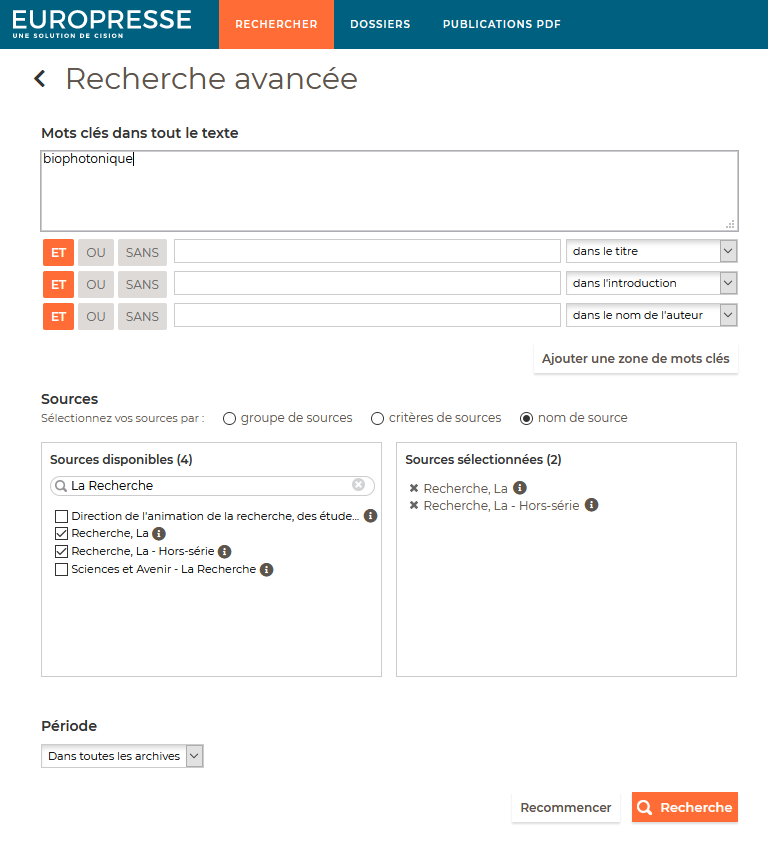 EUROPRESSE
UNE SOLUTION DE CISION
RECHERCHER
DOSSIERS
PUBLICATIONS PDF
Recherche avancée
Mots clés dans tout le texte
biophotonique
ET OU SANS dans le titre
ET OU SANS dans l'introduction
ET OU SANS dans le nom de l'auteur
Ajouter une zone de mots clés
Sources
Sélectionnez vos sources par : groupe de sources critères de sources nom de source
Sources disponibles (4)
La Recherche
Direction de l'animation de la recherche, des étude...
Recherche, La
Recherche, La - Hors-série
Sciences et Avenir - La Recherche
Sources sélectionnées (2)
Recherche, La
Recherche, La - Hors-série
Période
Dans toutes les archives
Recommencer
Recherche